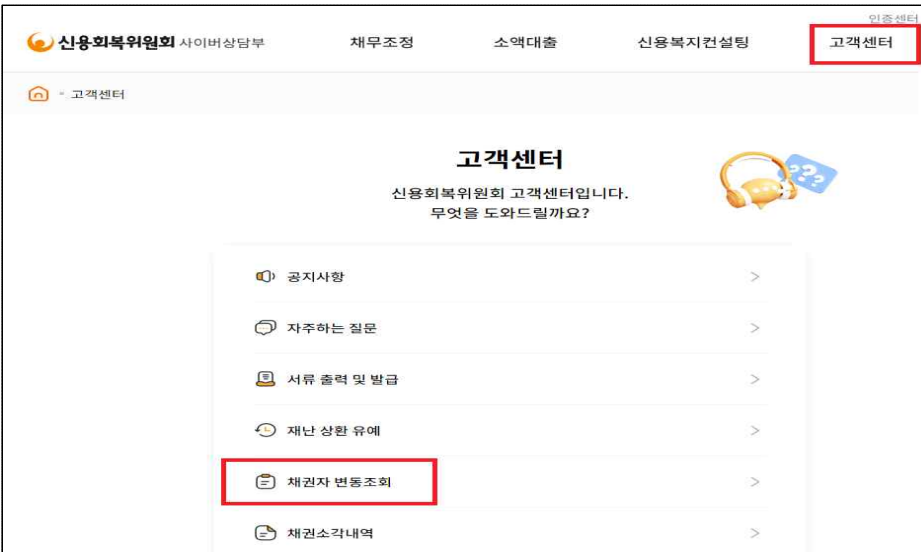 인증센터
신용회복위원회 사이버상담부 채무조정 소액대출 신용복지컨설팅 고객센터
고객센터
고객센터
신용회복위원회 고객센터입니다.
무엇을 도와드릴까요?
???
공지사항
자주하는 질문
서류 출력 및 발급
재난 상환 유예
채권자 변동조회
채권소각내역